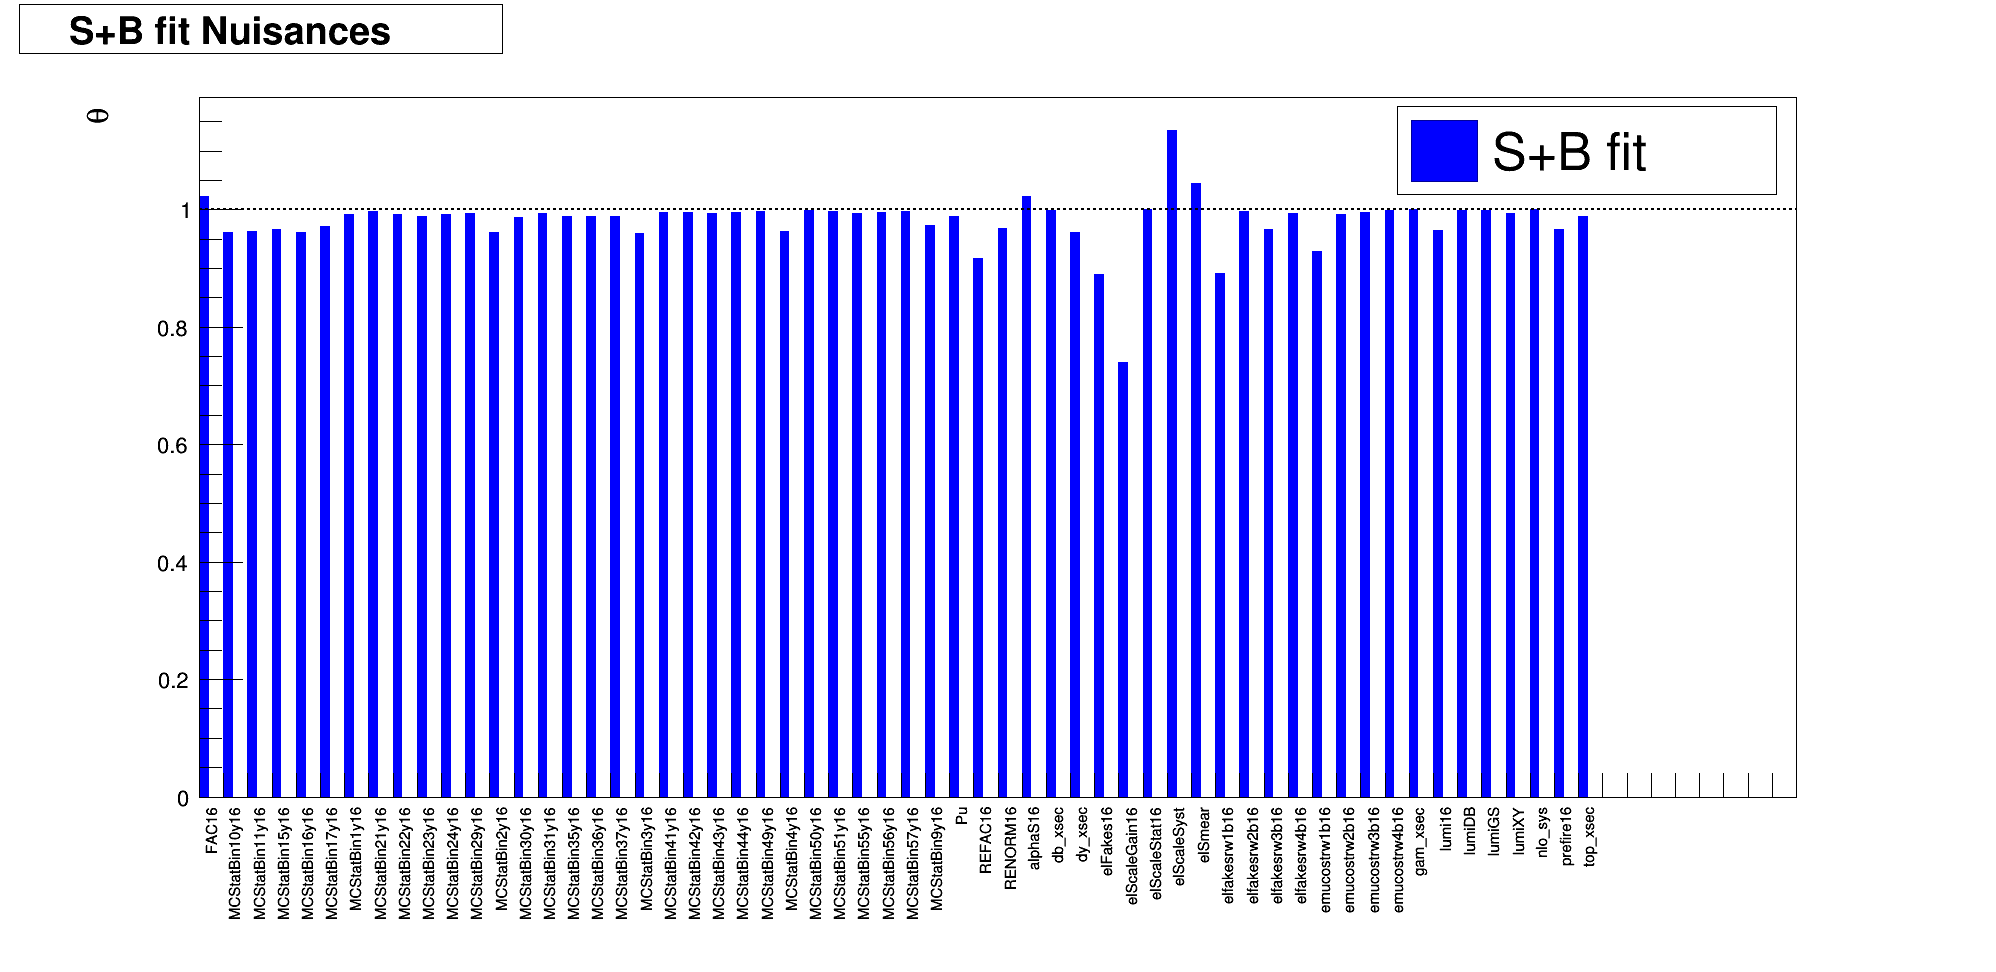 S+B fit Nuisances
θ
S+B fit
1
0.8
0.6
0.4
0.2
0
FAC16
MCStatBin10y16
MCStatBin11y16
MCStatBin15y16
MCStatBin16y16
MCStatBin17y16
MCStatBin1y16
MCStatBin21y16
MCStatBin22y16
MCStatBin23y16
MCStatBin24y16
MCStatBin29y16
MCStatBin2y16
MCStatBin30y16
MCStatBin31y16
MCStatBin35y16
MCStatBin36y16
MCStatBin37y16
MCStatBin3y16
MCStatBin41y16
MCStatBin42y16
MCStatBin43y16
MCStatBin44y16
MCStatBin49y16
MCStatBin4y16
MCStatBin50y16
MCStatBin51y16
MCStatBin55y16
MCStatBin56y16
MCStatBin57y16
MCStatBin9y16
Pu
REFAC16
RENORM16
alphaS16
db_xsec
dy_xsec
elFakes16
elScaleGain16
elScaleStat16
elScaleSyst
elSmear
elfakesrw1b16
elfakesrw2b16
elfakesrw3b16
elfakesrw4b16
emucostrw1b16
emucostrw2b16
emucostrw3b16
emucostrw4b16
gam_xsec
lumi16
lumiDB
lumiGS
lumiXY
nlo_sys
prefire16
top_xsec